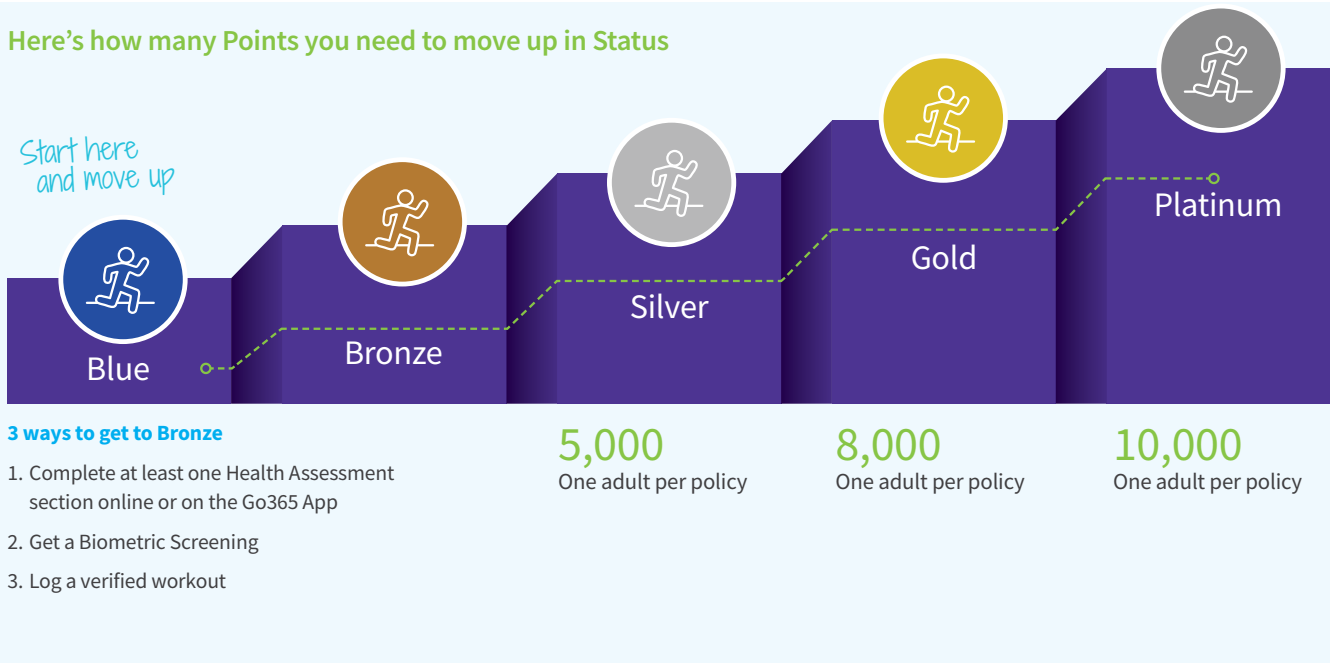 Here’s how many Points you need to move up in Status
Start here
and move up
Blue
Bronze
Silver
Gold
Platinum
3 ways to get to Bronze
1. Complete at least one Health Assessment
section online or on the Go365 App
2. Get a Biometric Screening
3. Log a verified workout
5,000
One adult per policy
8,000
One adult per policy
10,000
One adult per policy